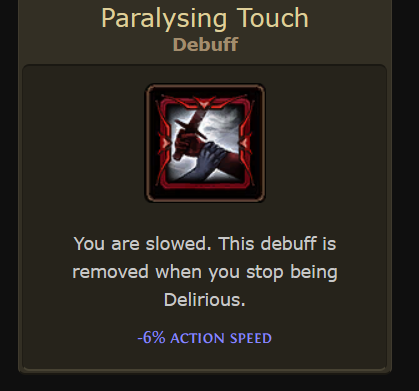 Paralysing Touch
Debuff
You are slowed. This debuff is
removed when you stop being
Delirious.
-6% ACTION SPEED